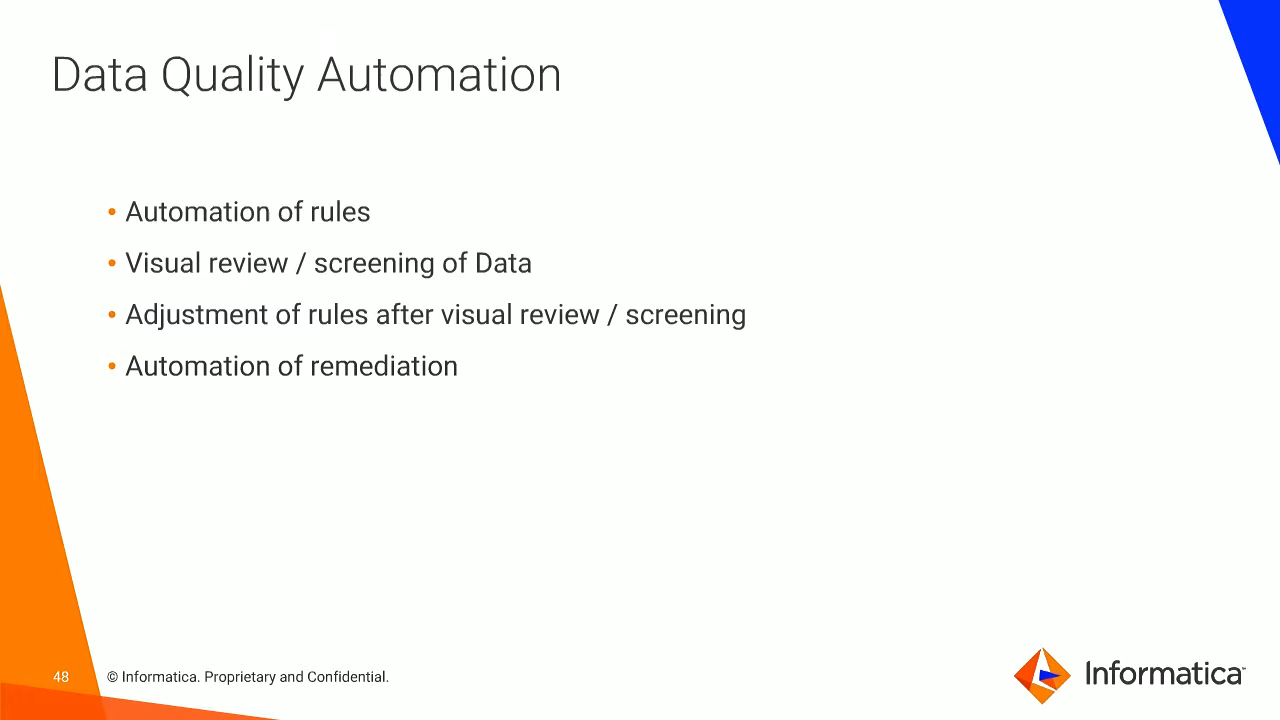 Data Quality Automation
• Automation of rules
• Visual review / screening of Data
• Adjustment of rules after visual review / screening
• Automation of remediation
48
© Informatica. Proprietary and Confidential.
Informatica™